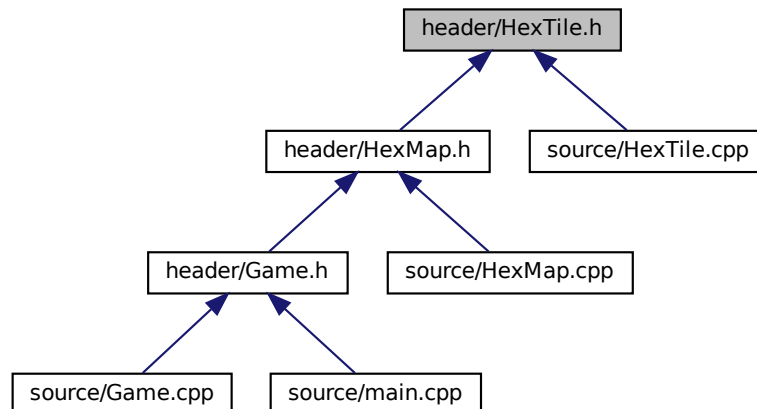 header/HexTile.h
header/HexMap.h
source/HexTile.cpp
header/Game.h
source/HexMap.cpp
source/Game.cpp
source/main.cpp